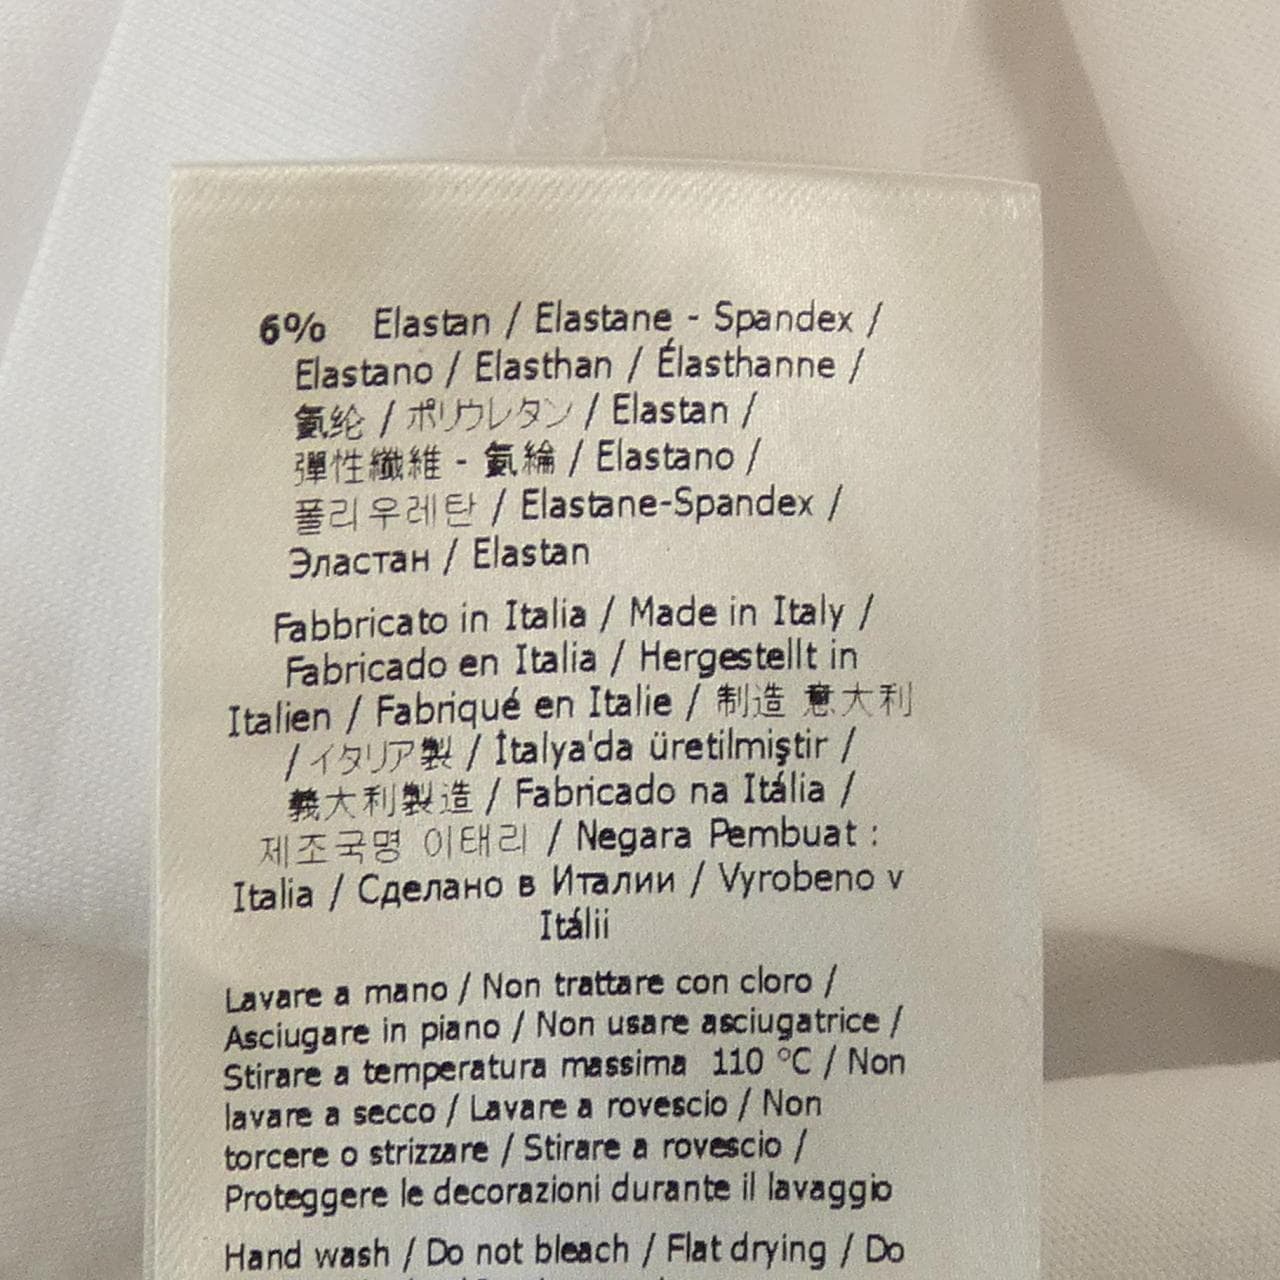 6% Elastan / Elastane - Spandex /
Elastano / Elasthan / Élasthanne /
氨纶 / ポリウレタン / Elastan /
彈性纖維 - 氨綸 / Elastano /
폴리우레탄 / Elastane-Spandex /
Эластан / Elastan
Fabbricato in Italia / Made in Italy /
Fabricado en Italia / Hergestellt in
Italien / Fabriqué en Italie / 制造 意大利
/ イタリア製 / İtalya'da üretilmiştir /
義大利製造 / Fabricado na Itália /
제조국명 이태리 / Negara Pembuat :
Italia / Сделано в Италии / Vyrobeno v
Itálii
Lavare a mano / Non trattare con cloro /
Asciugare in piano / Non usare asciugatrice /
Stirare a temperatura massima 110 °C / Non
lavare a secco / Lavare a rovescio / Non
torcere o strizzare / Stirare a rovescio /
Proteggere le decorazioni durante il lavaggio
Hand wash / Do not bleach / Flat drying / Do